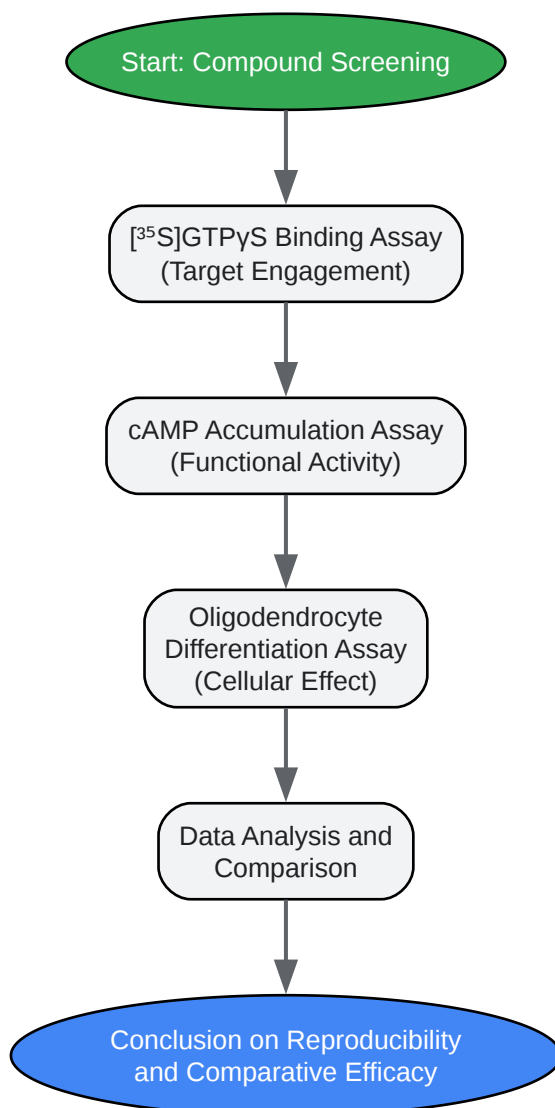 Start: Compound Screening
[³⁵S]GTPγS Binding Assay
(Target Engagement)
cAMP Accumulation Assay
(Functional Activity)
Oligodendrocyte
Differentiation Assay
(Cellular Effect)
Data Analysis and
Comparison
Conclusion on Reproducibility
and Comparative Efficacy